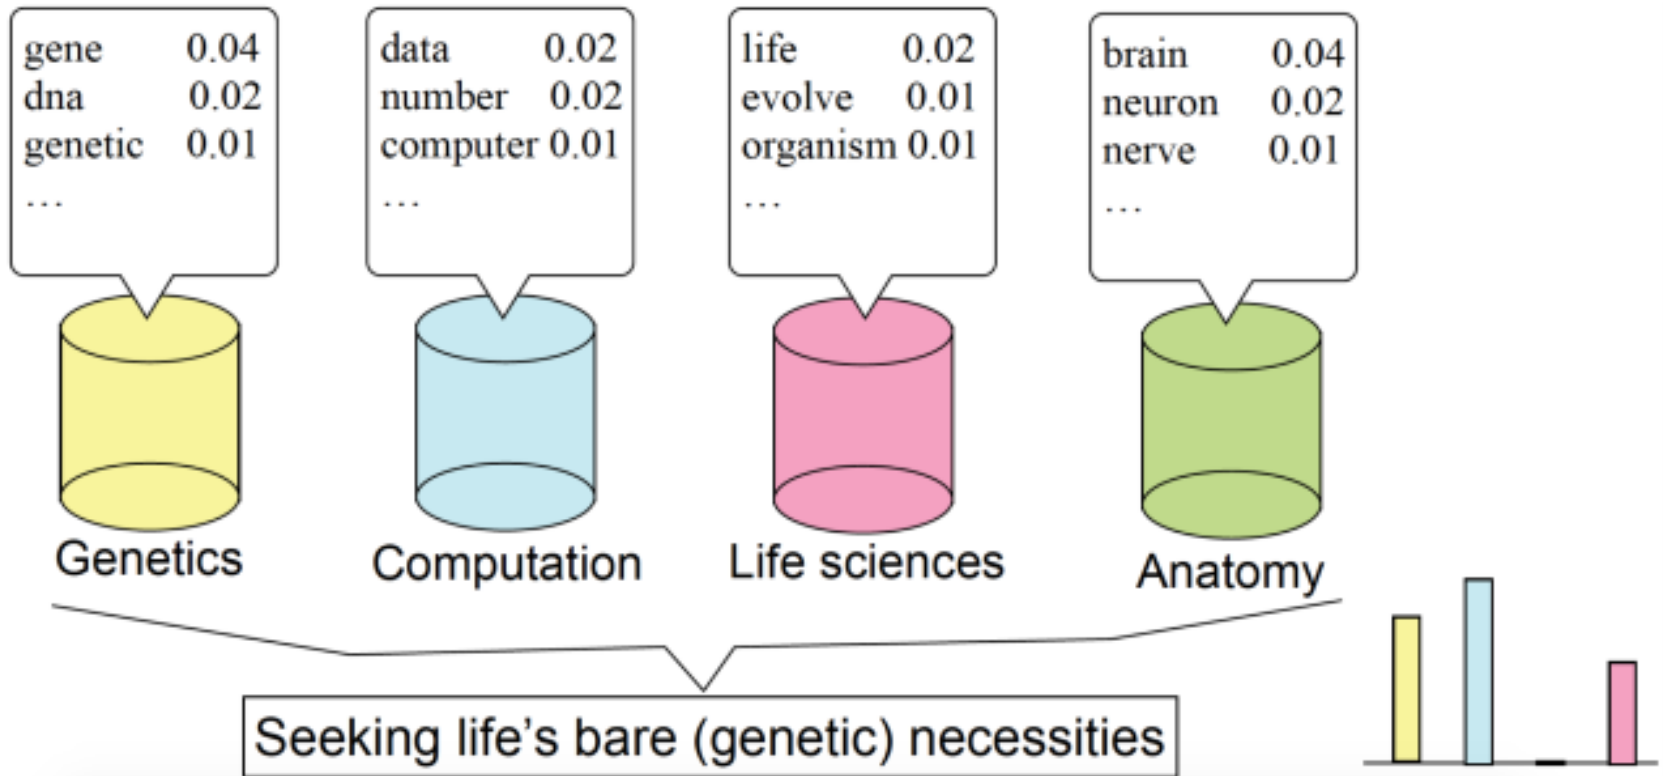 gene 0.04
dna 0.02
genetic 0.01
...
data 0.02
number 0.02
computer 0.01
...
life 0.02
evolve 0.01
organism 0.01
...
brain 0.04
neuron 0.02
nerve 0.01
...
Genetics
Computation
Life sciences
Anatomy
Seeking life's bare (genetic) necessities